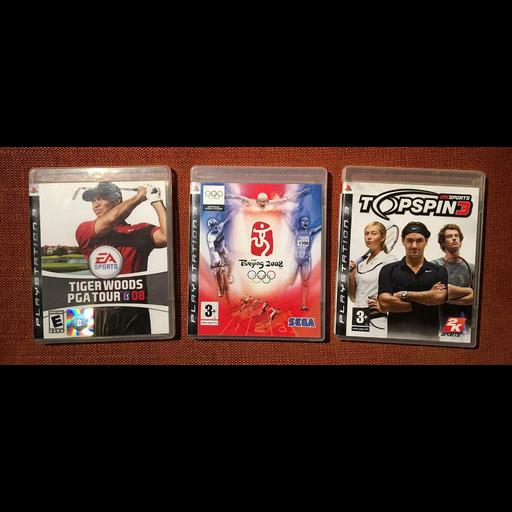 PLAYSTATION 3
EA
SPORTS
TIGER WOODS
PGA TOUR 08
E
PLAYSTATION 3
Beijing 2008
3+
SEGA
PLAYSTATION 3
2K SPORTS
TOPSPIN 3
3+
2K
SPORTS